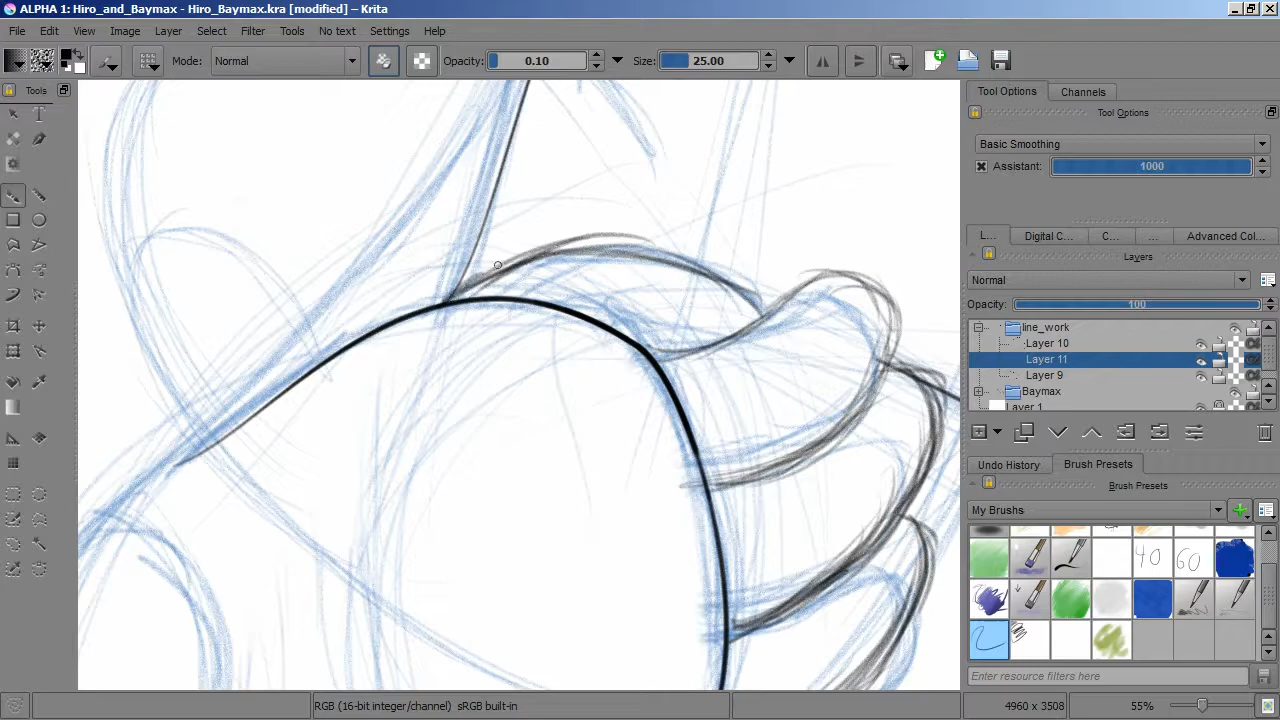 ALPHA 1: Hiro_and_Baymax - Hiro_Baymax.kra [modified] – Krita
File Edit View Image Layer Select Filter Tools No text Settings Help
Mode: Normal Opacity: 0.10 Size: 25.00
Tools
Tool Options Channels
Tool Options
Basic Smoothing
Assistant: 1000
L... Digital C... C... ... Advanced Col...
Layers
Normal
Opacity: 100
line_work
Layer 10
Layer 11
Layer 9
Baymax
Layer 1
Undo History Brush Presets
Brush Presets
My Brushes
40 60
Enter resource filters here
RGB (16-bit integer/channel) sRGB built-in 4960 x 3508 55%